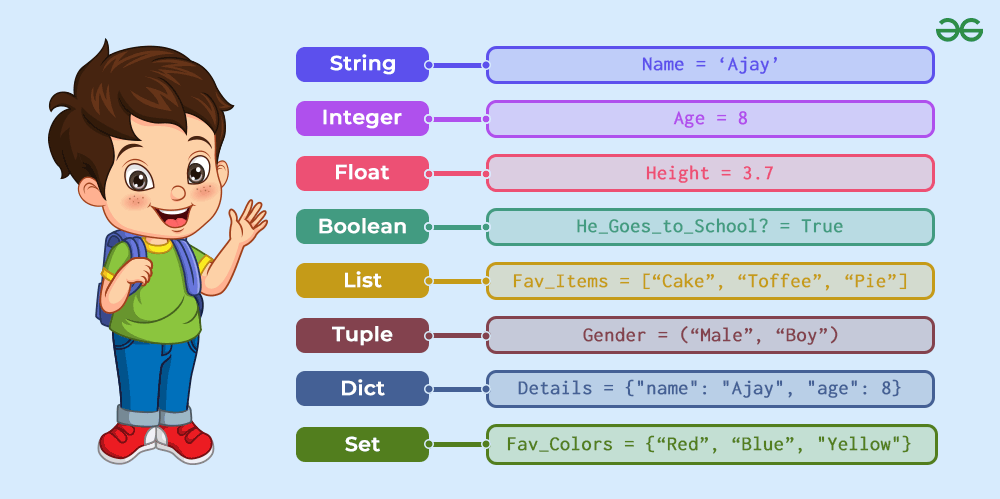 String
Name = ‘Ajay’
Integer
Age = 8
Float
Height = 3.7
Boolean
He_Goes_to_School? = True
List
Fav_Items = [“Cake”, “Toffee”, “Pie”]
Tuple
Gender = (“Male”, “Boy”)
Dict
Details = {"name": "Ajay", "age": 8}
Set
Fav_Colors = {“Red”, “Blue”, "Yellow"}